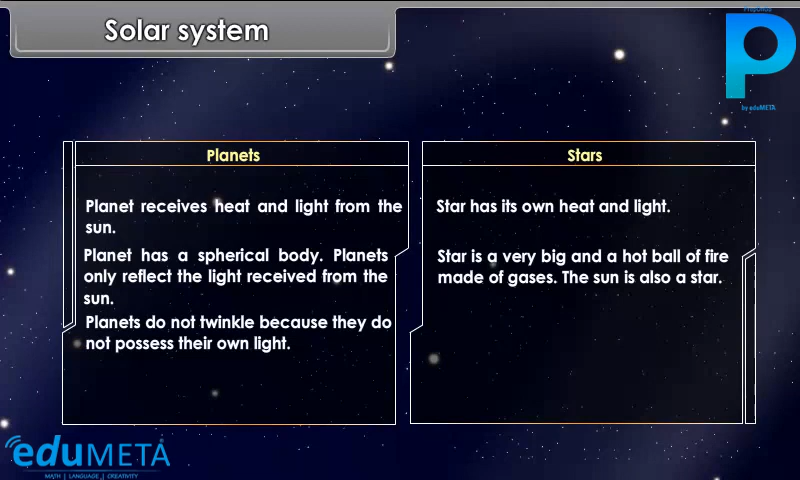 Solar system
Prepona
by eduMETA
Planets
Planet receives heat and light from the
sun.
Planet has a spherical body. Planets
only reflect the light received from the
sun.
Planets do not twinkle because they do
not possess their own light.
Stars
Star has its own heat and light.
Star is a very big and a hot ball of fire
made of gases. The sun is also a star.
eduMETA
MATH | LANGUAGE | CREATIVITY